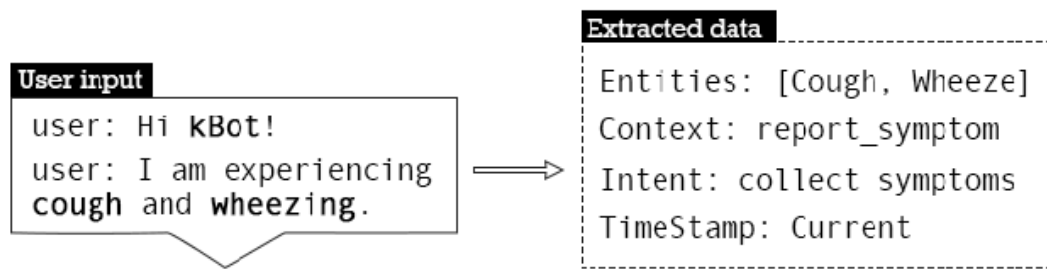 User input
user: Hi kBot!
user: I am experiencing
cough and wheezing.
Extracted data
Entities: [Cough, Wheeze]
Context: report_symptom
Intent: collect symptoms
TimeStamp: Current